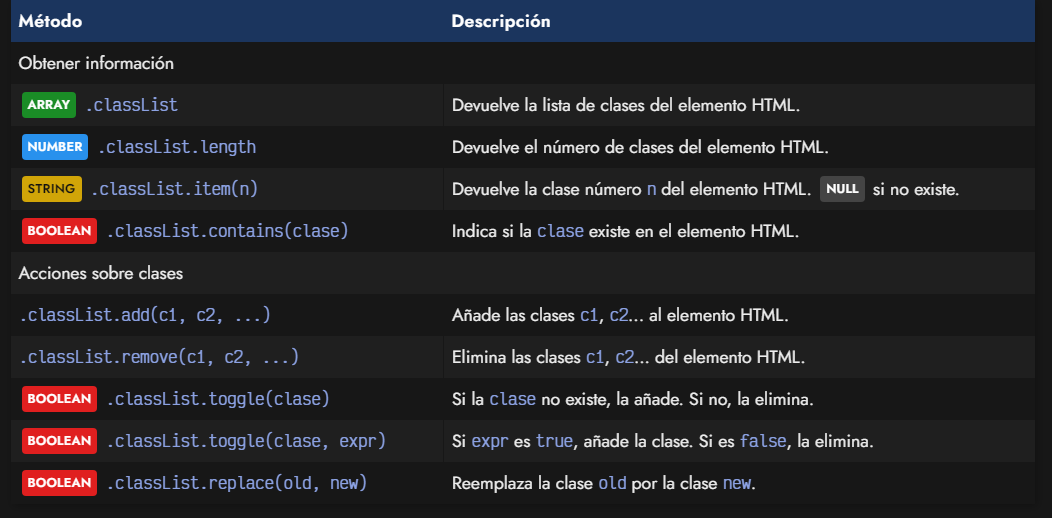 Método Descripción
Obtener información
ARRAY .classList Devuelve la lista de clases del elemento HTML.
NUMBER .classList.length Devuelve el número de clases del elemento HTML.
STRING .classList.item(n) Devuelve la clase número n del elemento HTML. NULL si no existe.
BOOLEAN .classList.contains(clase) Indica si la clase existe en el elemento HTML.
Acciones sobre clases
.classList.add(c1, c2, ...) Añade las clases c1, c2... al elemento HTML.
.classList.remove(c1, c2, ...) Elimina las clases c1, c2... del elemento HTML.
BOOLEAN .classList.toggle(clase) Si la clase no existe, la añade. Si no, la elimina.
BOOLEAN .classList.toggle(clase, expr) Si expr es true, añade la clase. Si es false, la elimina.
BOOLEAN .classList.replace(old, new) Reemplaza la clase old por la clase new.